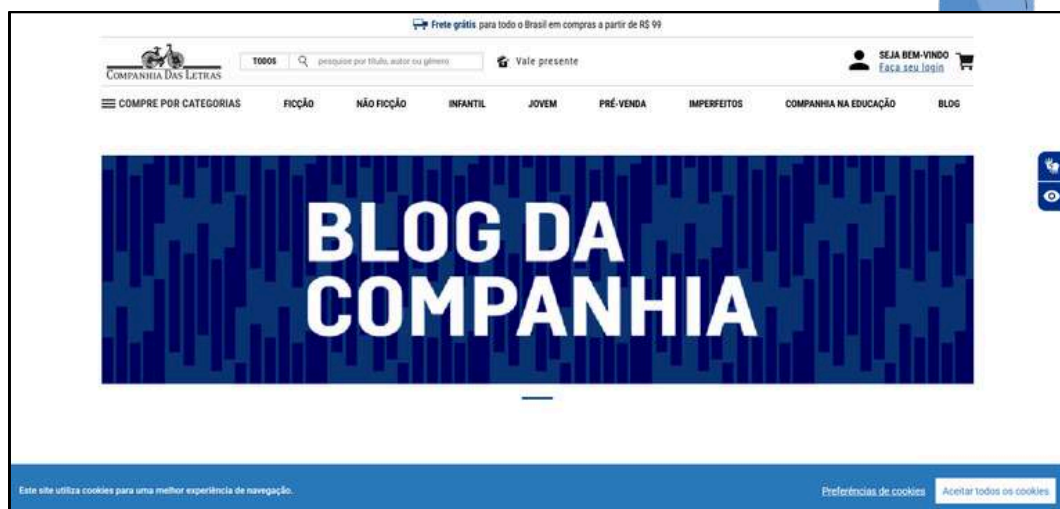 Frete grátis para todo o Brasil em compras a partir de R$ 99
COMPANHIA DAS LETRAS
TODOS pesquise por título, autor ou gênero Vale presente
SEJA BEM-VINDO
Faça seu login
COMPRE POR CATEGORIAS FICÇÃO NÃO FICÇÃO INFANTIL JOVEM PRÉ-VENDA IMPERFEITOS COMPANHIA NA EDUCAÇÃO BLOG
BLOG DA
COMPANHIA
Este site utiliza cookies para uma melhor experiência de navegação. Preferências de cookies Aceitar todos os cookies